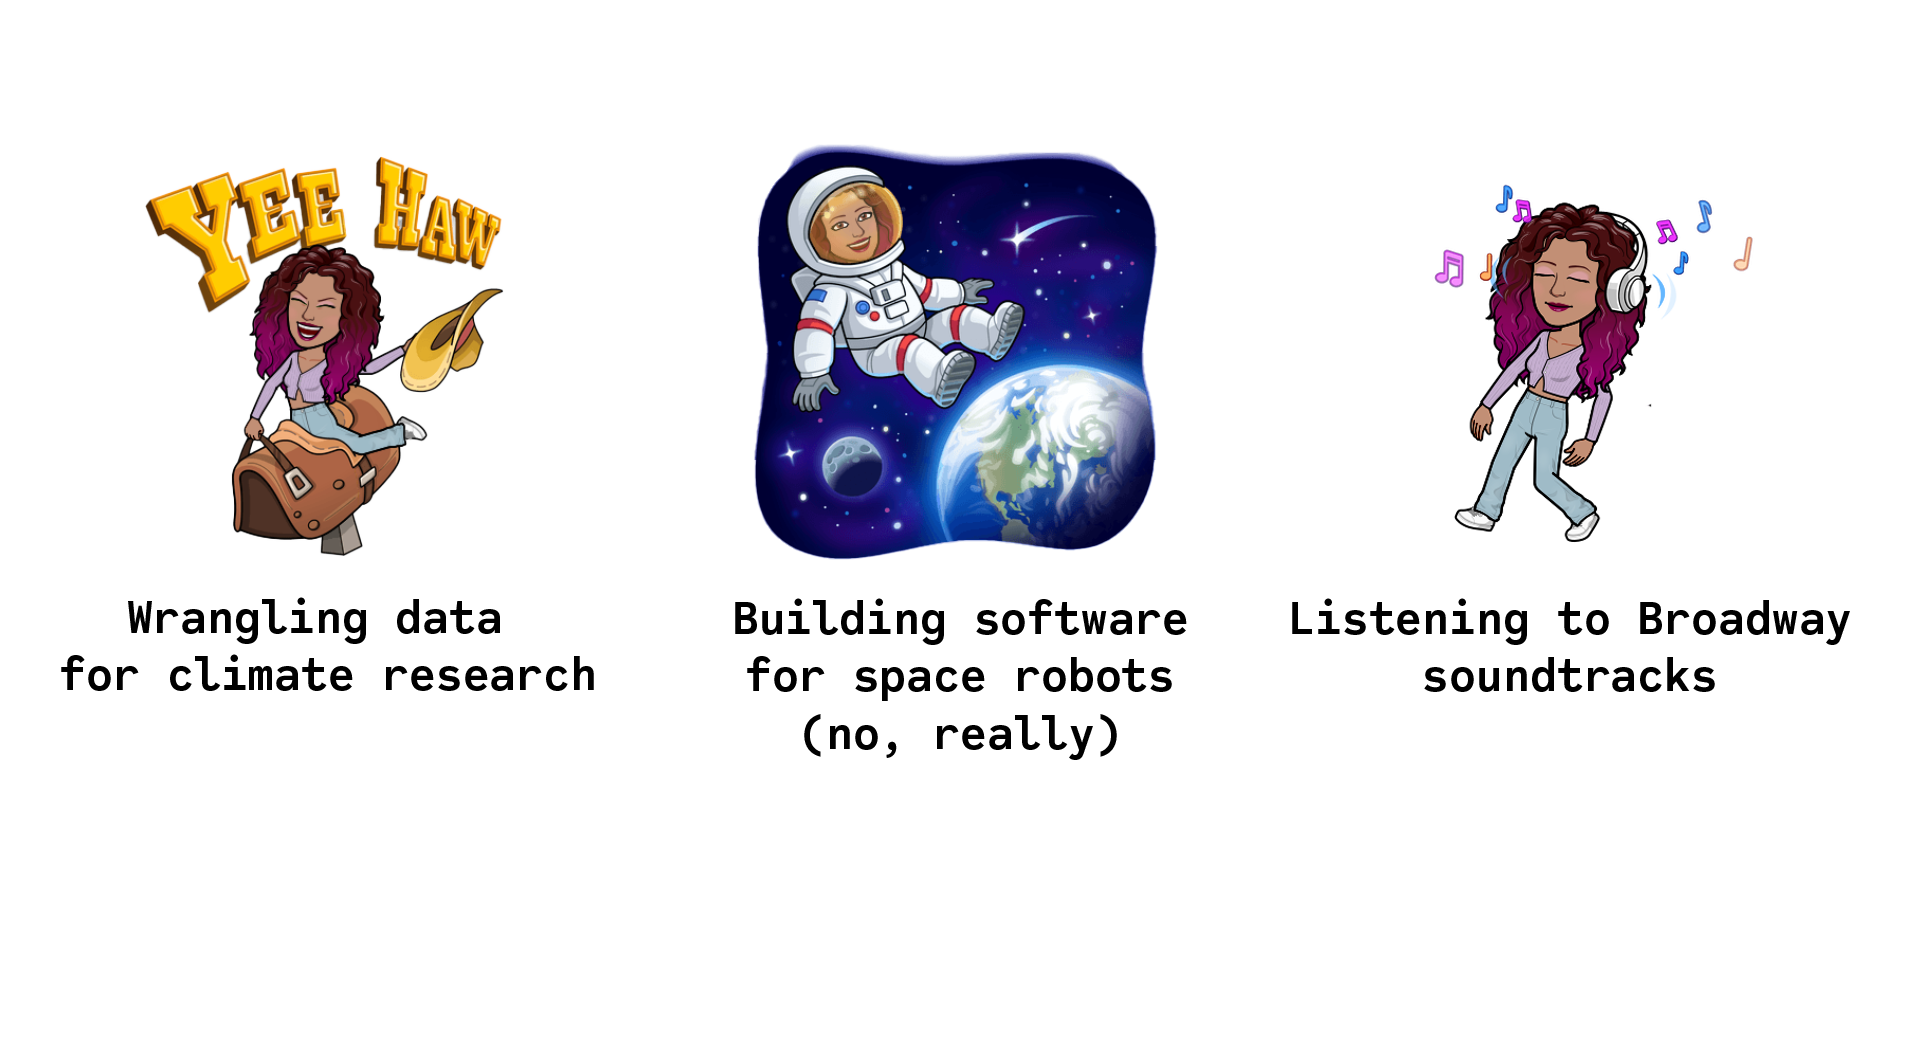 YEE HAW
Wrangling data
for climate research
Building software
for space robots
(no, really)
Listening to Broadway
soundtracks